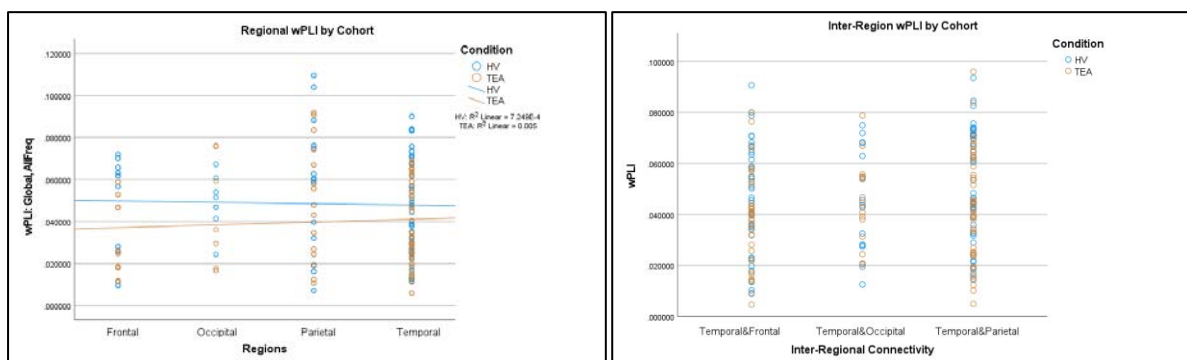 Regional wPLI by Cohort
Condition
HV
TEA
HV
TEA
HV: R² Linear = 7.249E-4
TEA: R² Linear = 0.005
.120000
.100000
.080000
.060000
.040000
.020000
.000000
wPLI: Global,AllFreq
Frontal
Occipital
Parietal
Temporal
Regions
Inter-Region wPLI by Cohort
Condition
HV
TEA
.100000
.080000
.060000
.040000
.020000
.000000
wPLI
Temporal&Frontal
Temporal&Occipital
Temporal&Parietal
Inter-Regional Connectivity